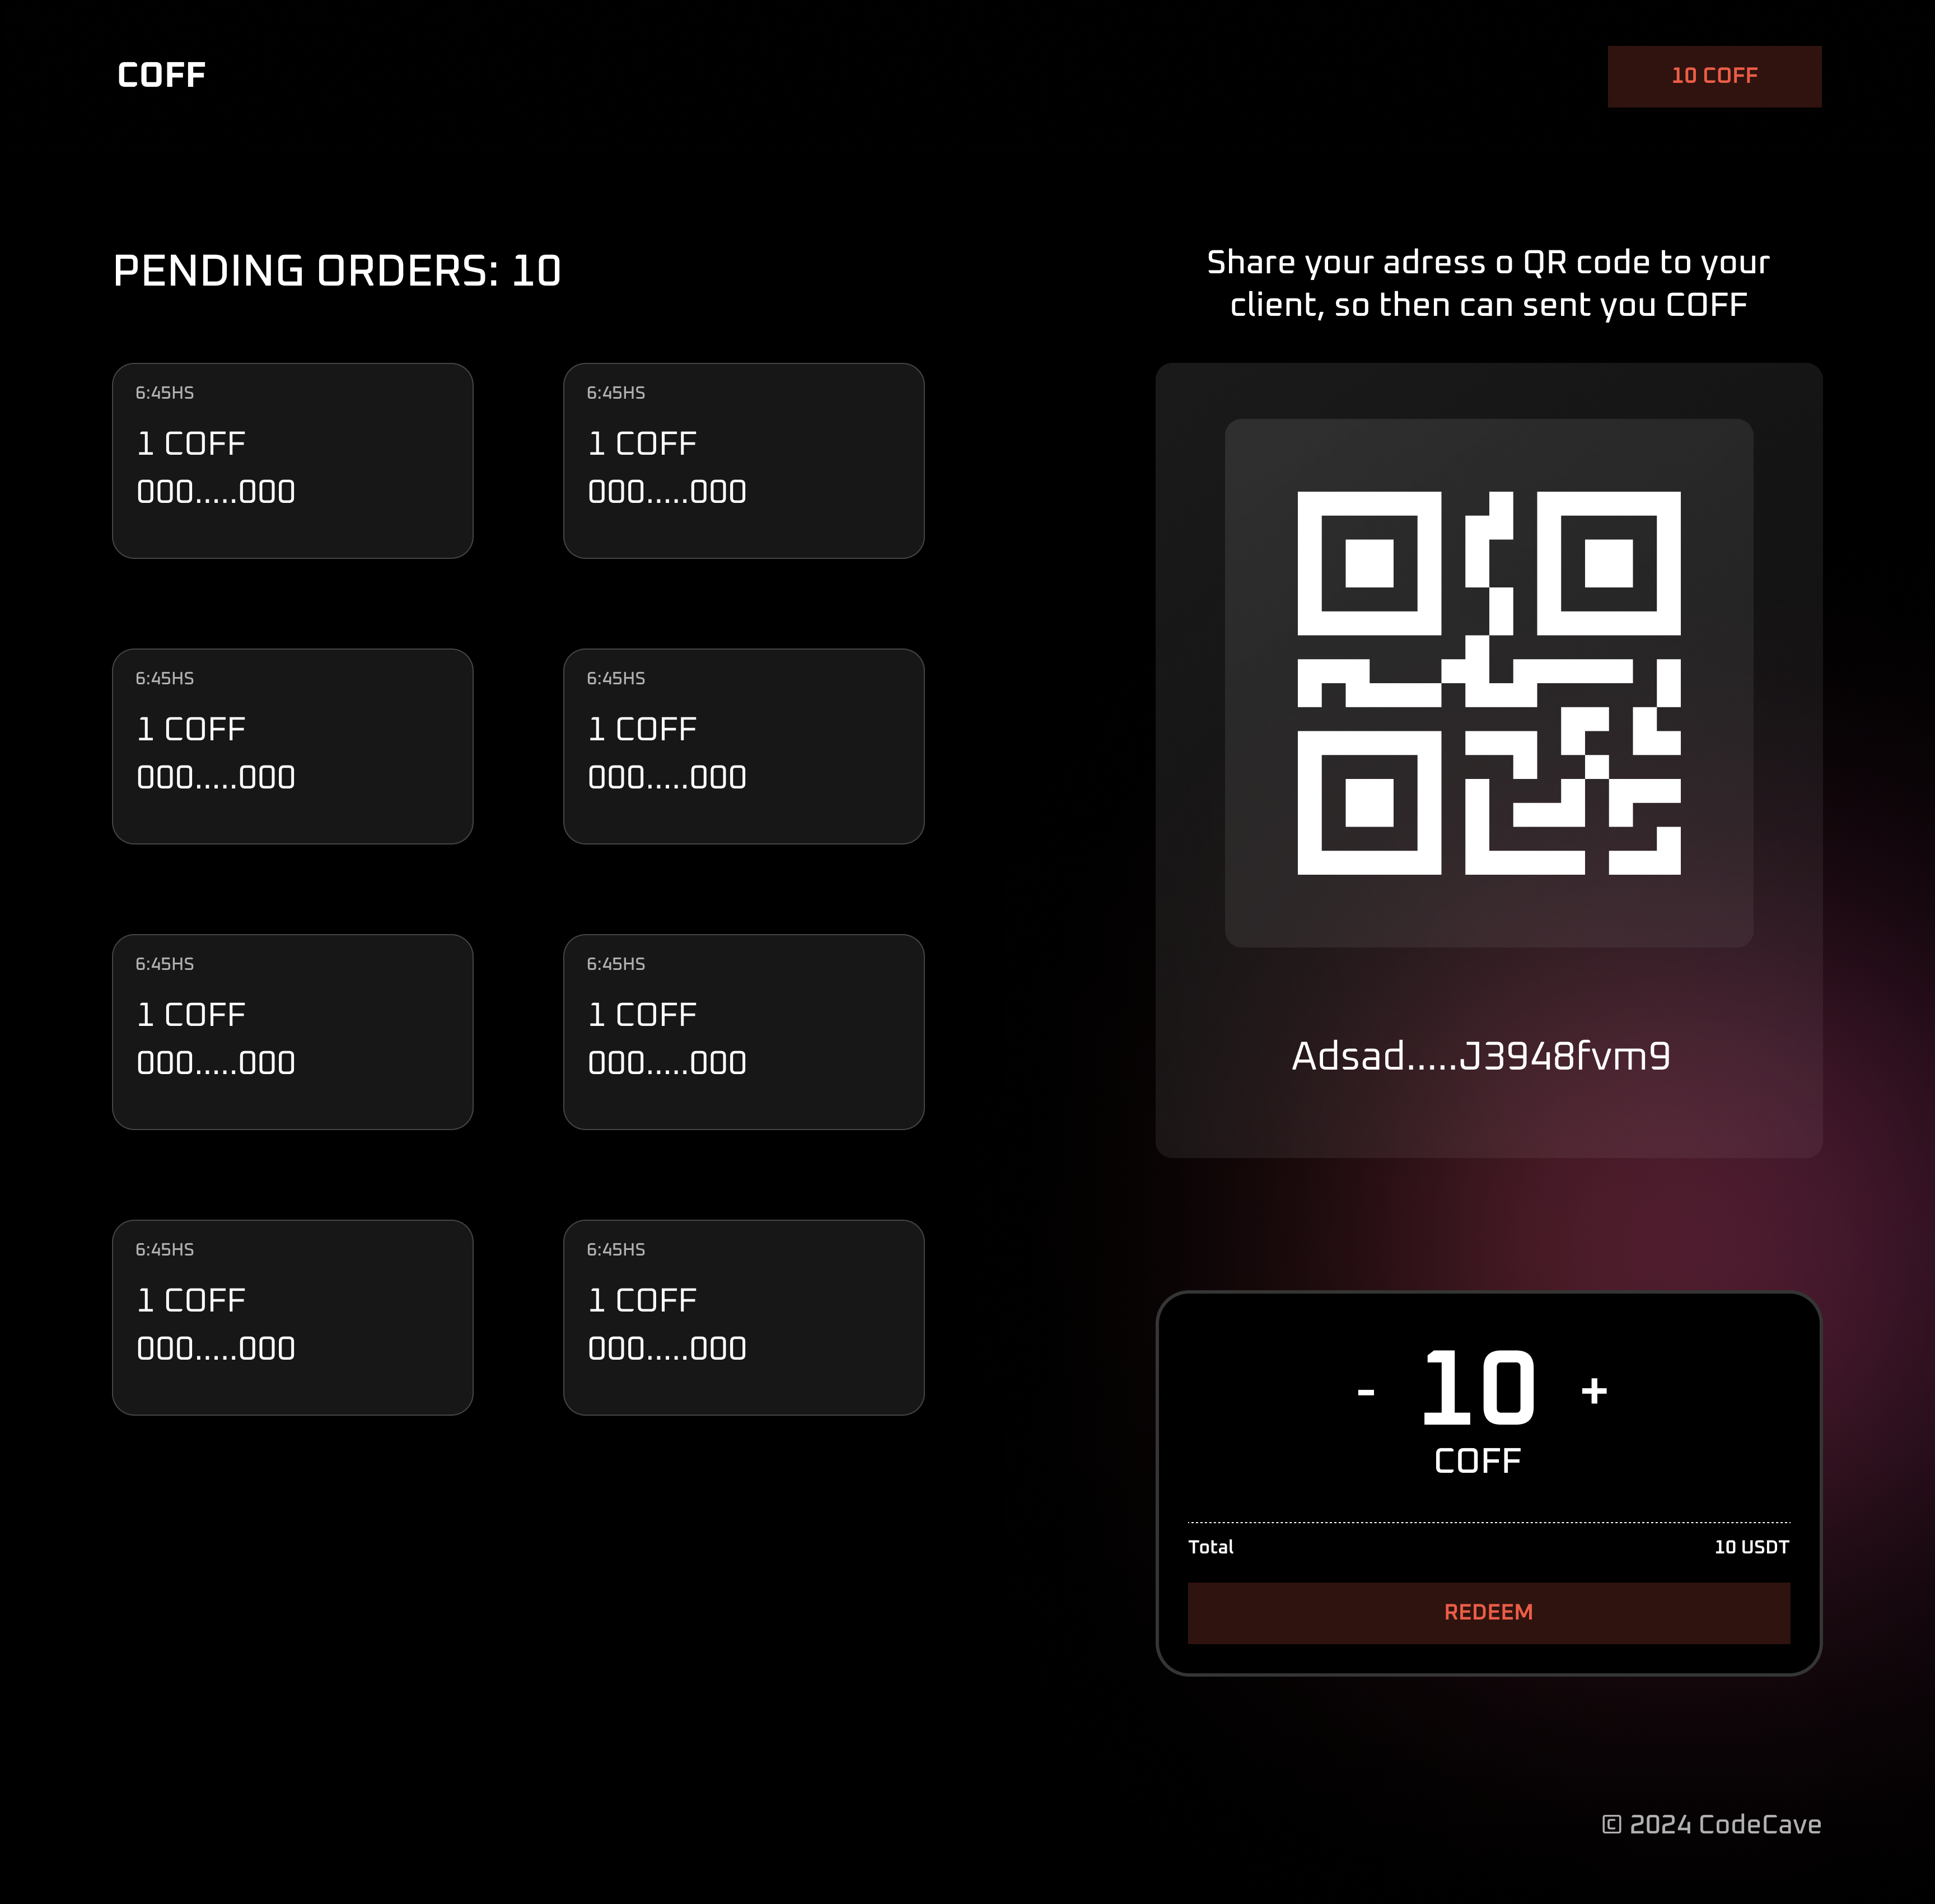 COFF
10 COFF
PENDING ORDERS: 10
6:45HS
1 COFF
000.....000
6:45HS
1 COFF
000.....000
6:45HS
1 COFF
000.....000
6:45HS
1 COFF
000.....000
6:45HS
1 COFF
000.....000
6:45HS
1 COFF
000.....000
6:45HS
1 COFF
000.....000
6:45HS
1 COFF
000.....000
Share your adress o QR code to your
client, so then can sent you COFF
Adsad.....J3948fvm9
- 10 +
COFF
Total 10 USDT
REDEEM
© 2024 CodeCave